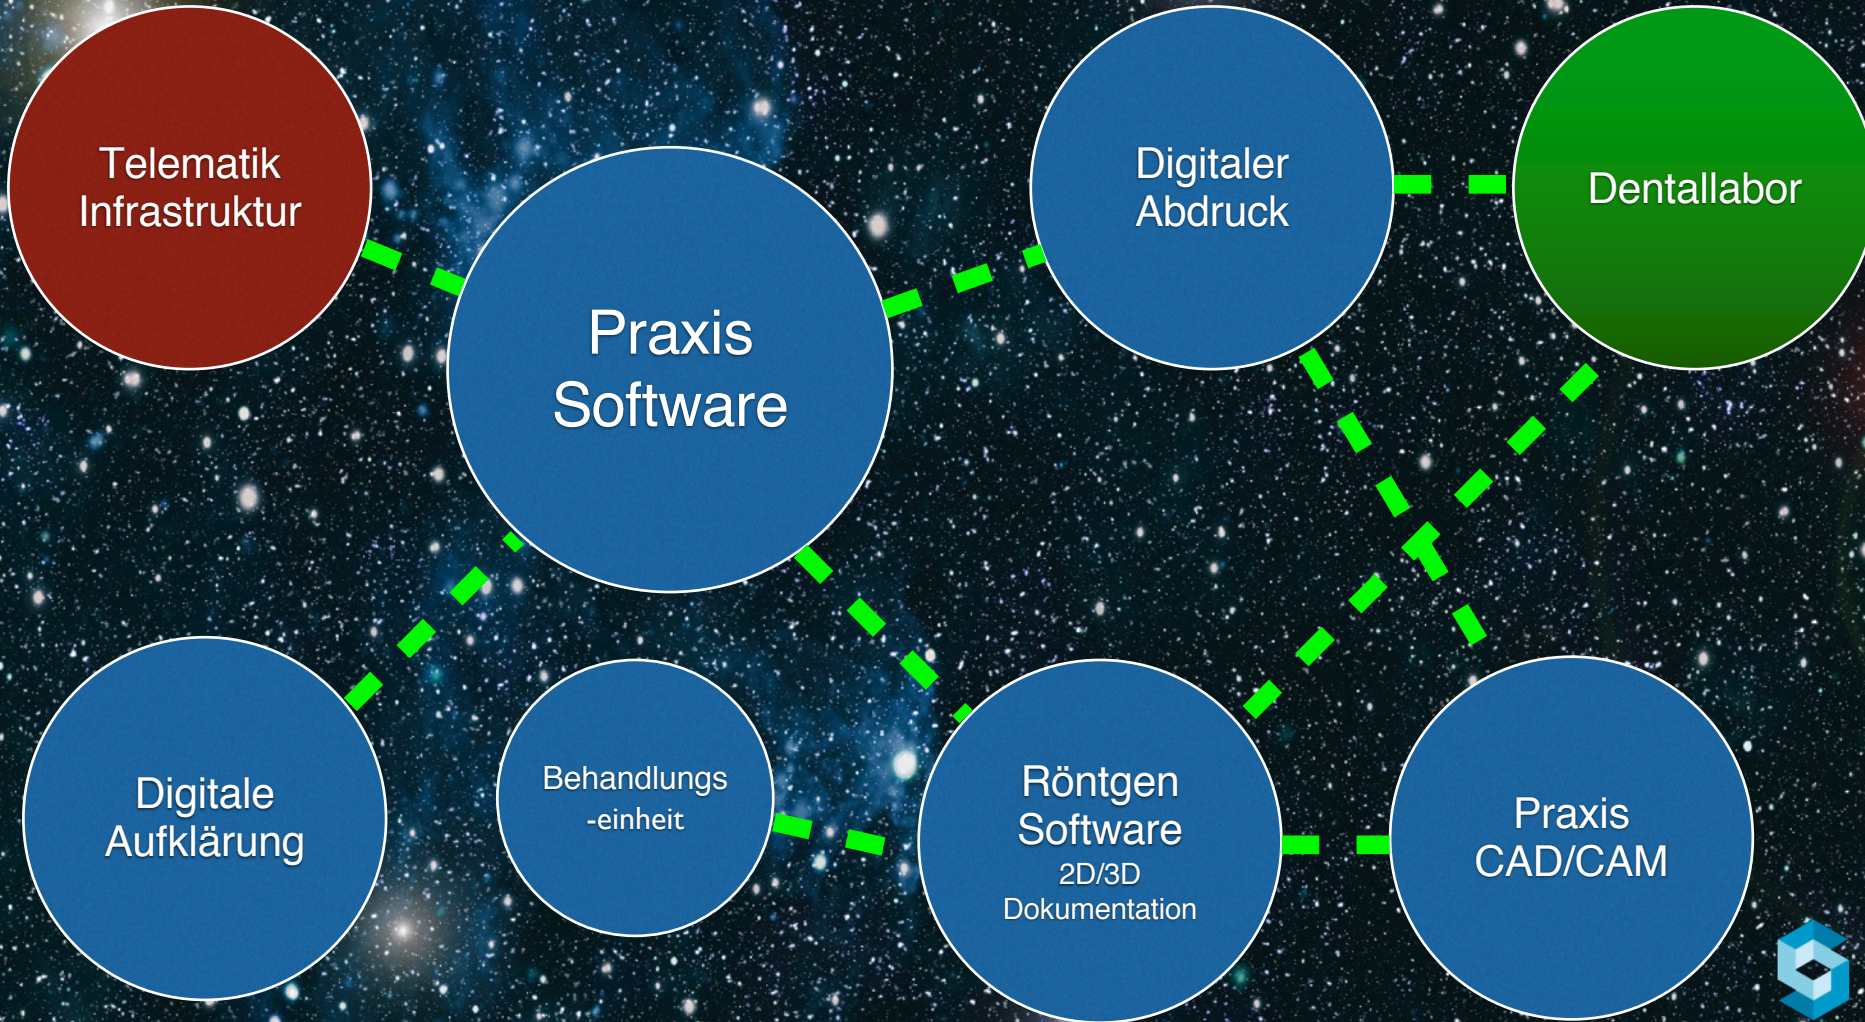 Telematik
Infrastruktur
Praxis
Software
Digitaler
Abdruck
Dentallabor
Digitale
Aufklärung
Behandlungs
-einheit
Röntgen
Software
2D/3D
Dokumentation
Praxis
CAD/CAM